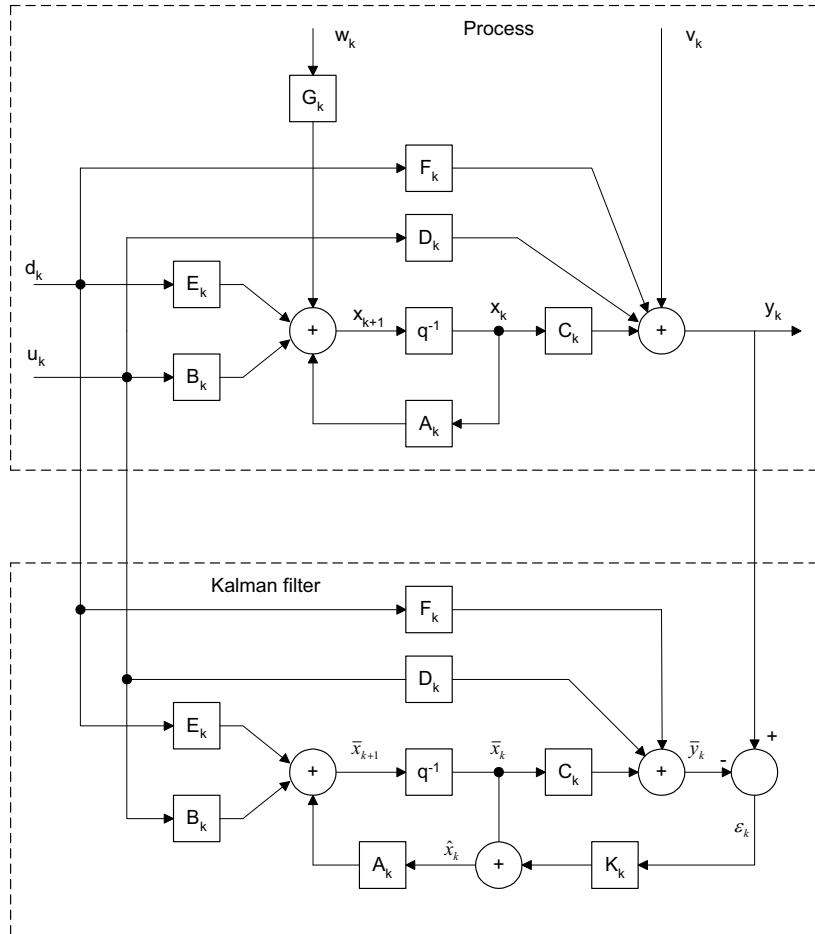 w_k
Process
v_k
G_k
F_k
D_k
d_k
E_k
+
x_{k+1}
q^{-1}
x_k
C_k
+
y_k
u_k
B_k
A_k
Kalman filter
F_k
D_k
E_k
+
x̄_{k+1}
q^{-1}
x̄_k
C_k
+
ȳ_k
-
+
B_k
ε_k
A_k
x̂_k
+
K_k